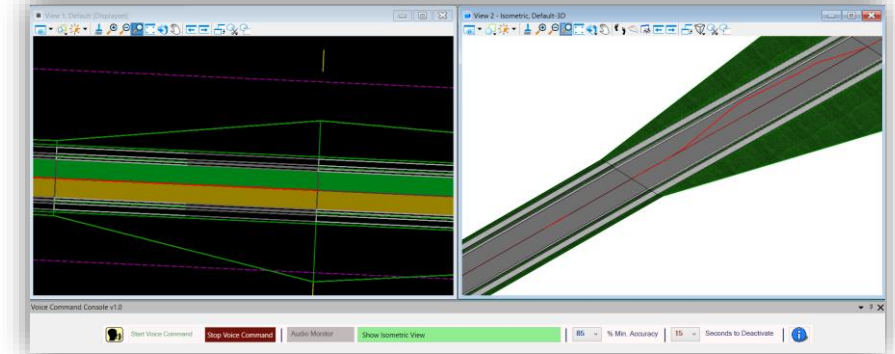 View 1, Default (Displayed)
View 2 - Isometric, Default-3D
Voice Command Console v1.0
Start Voice Command
Stop Voice Command
Audio Monitor
Show Isometric View
85
% Min. Accuracy
15
Seconds to Deactivate